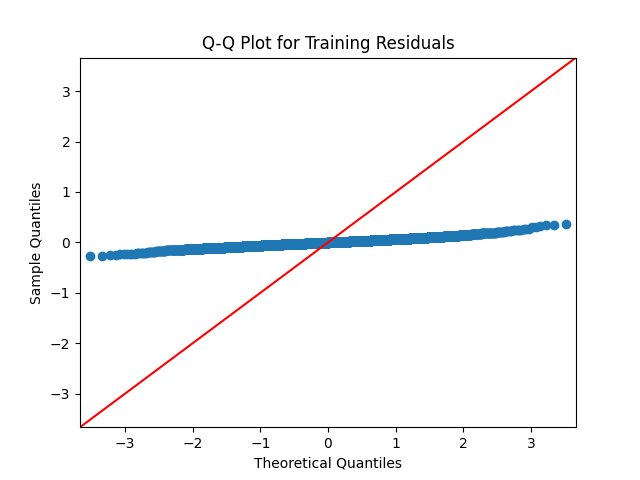 Q-Q Plot for Training Residuals
Sample Quantiles
3
2
1
0
−1
−2
−3
−3 −2 −1 0 1 2 3
Theoretical Quantiles